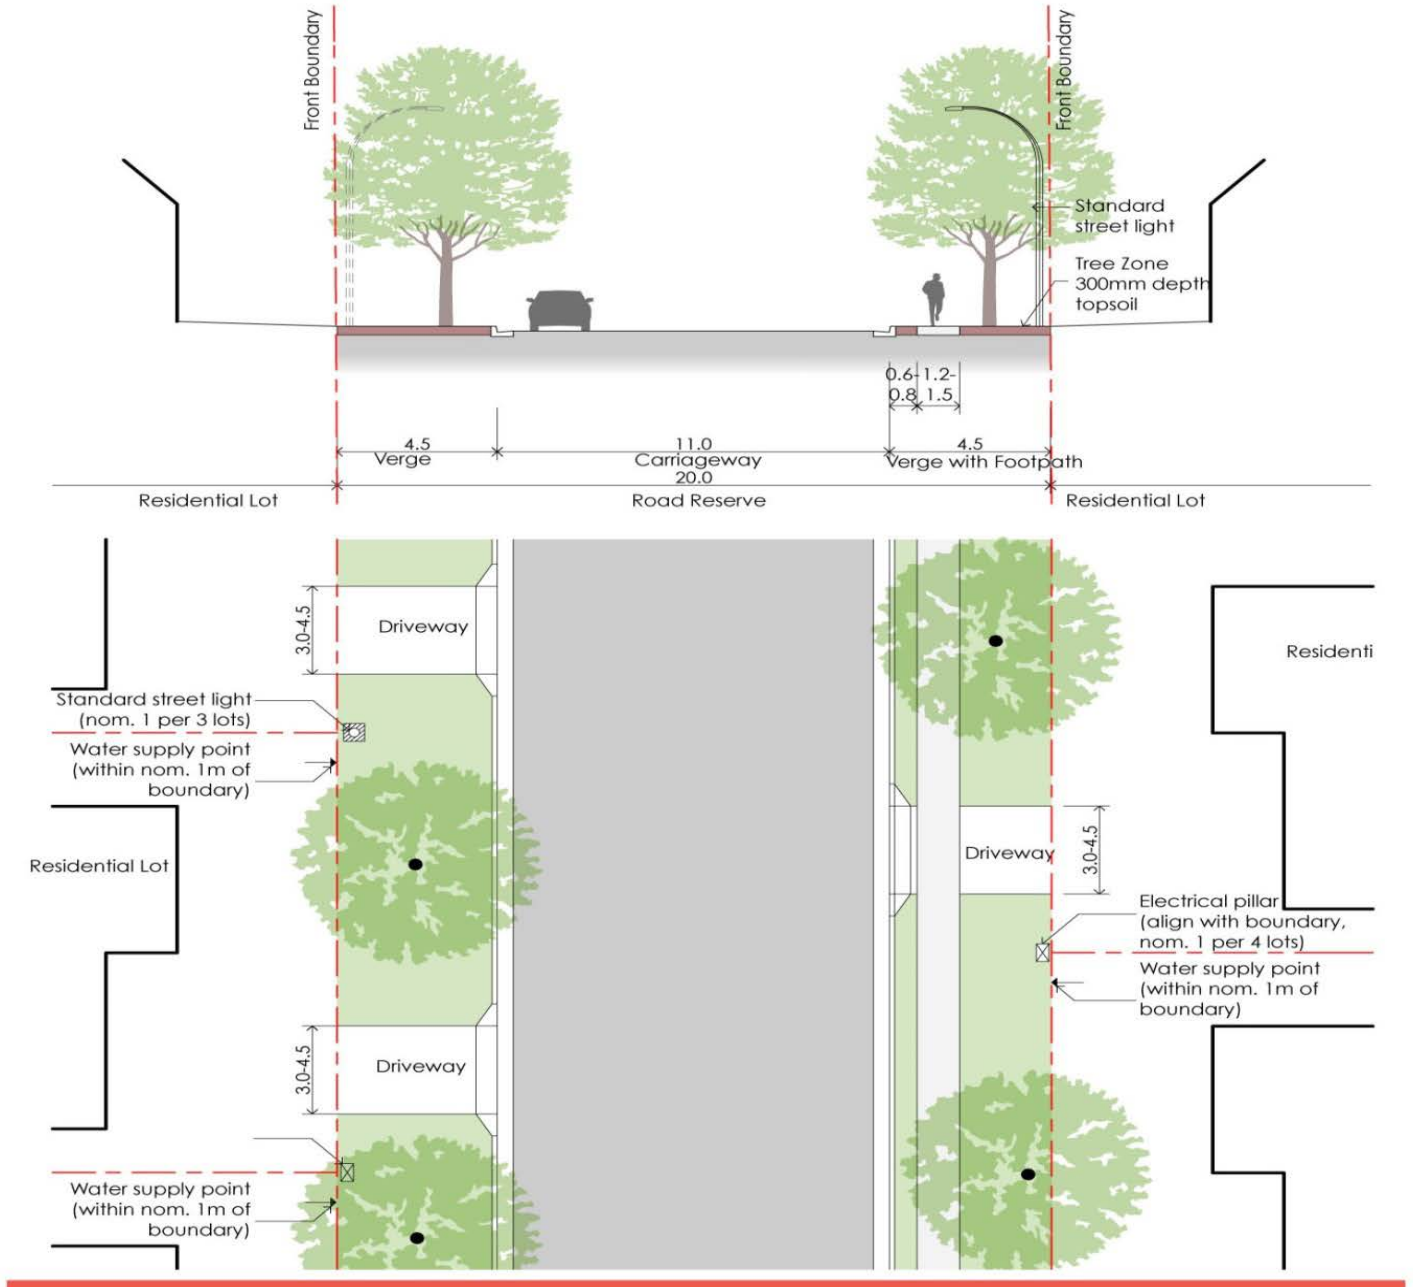 Front Boundary
Front Boundary
Standard
street light
Tree Zone
300mm depth
topsoil
0.6-
0.8
1.2-
1.5
4.5
Verge
11.0
Carriageway
4.5
Verge with Footpath
20.0
Residential Lot
Road Reserve
Residential Lot
3.0-4.5
Driveway
Residenti
Standard street light
(nom. 1 per 3 lots)
Water supply point
(within nom. 1m of
boundary)
Residential Lot
Driveway
3.0-4.5
Electrical pillar
(align with boundary,
nom. 1 per 4 lots)
Water supply point
(within nom. 1m of
boundary)
3.0-4.5
Driveway
Water supply point
(within nom. 1m of
boundary)